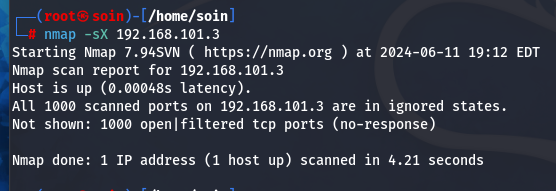 ┌──(root㉿soin)-[/home/soin]
└─# nmap -sX 192.168.101.3
Starting Nmap 7.94SVN ( https://nmap.org ) at 2024-06-11 19:12 EDT
Nmap scan report for 192.168.101.3
Host is up (0.00048s latency).
All 1000 scanned ports on 192.168.101.3 are in ignored states.
Not shown: 1000 open|filtered tcp ports (no-response)

Nmap done: 1 IP address (1 host up) scanned in 4.21 seconds